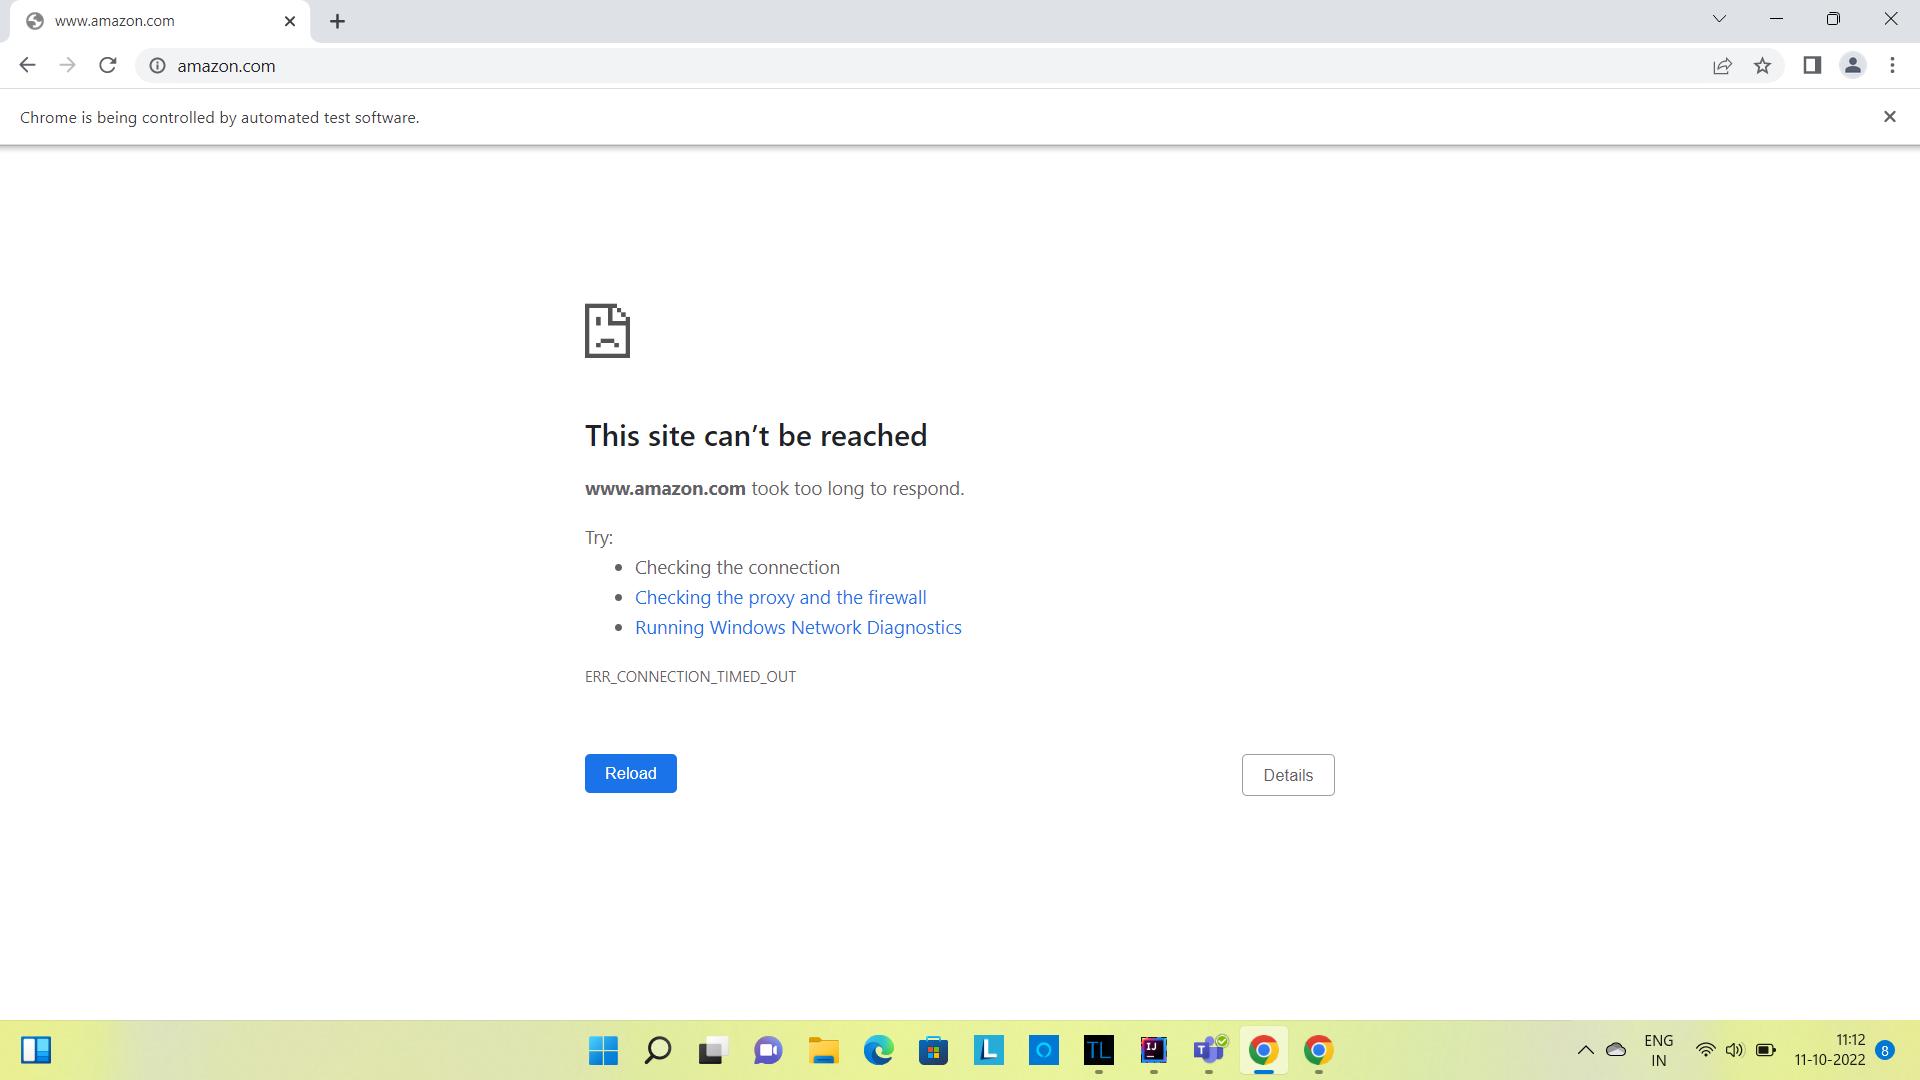 www.amazon.com
amazon.com
Chrome is being controlled by automated test software.
This site can’t be reached
www.amazon.com took too long to respond.
Try:
Checking the connection
Checking the proxy and the firewall
Running Windows Network Diagnostics
ERR_CONNECTION_TIMED_OUT
Reload
Details
L
TL
IJ
T
ENG
IN
11:12
11-10-2022
8